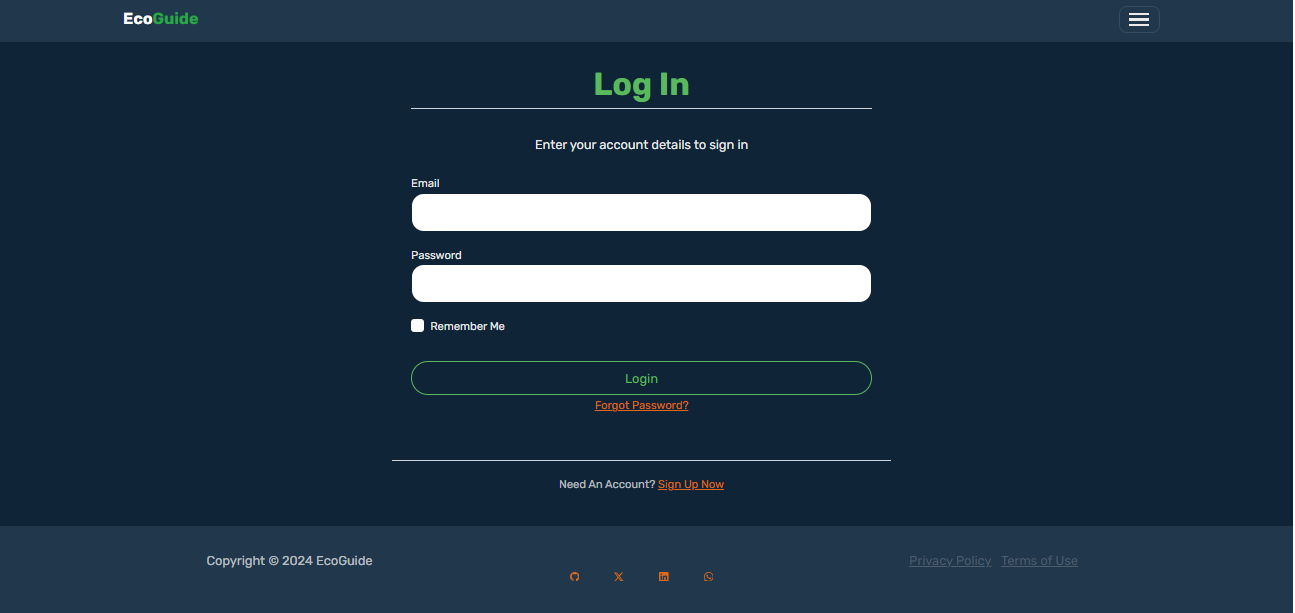 EcoGuide
Log In
Enter your account details to sign in
Email
Password
Remember Me
Login
Forgot Password?
Need An Account? Sign Up Now
Copyright © 2024 EcoGuide
Privacy Policy Terms of Use